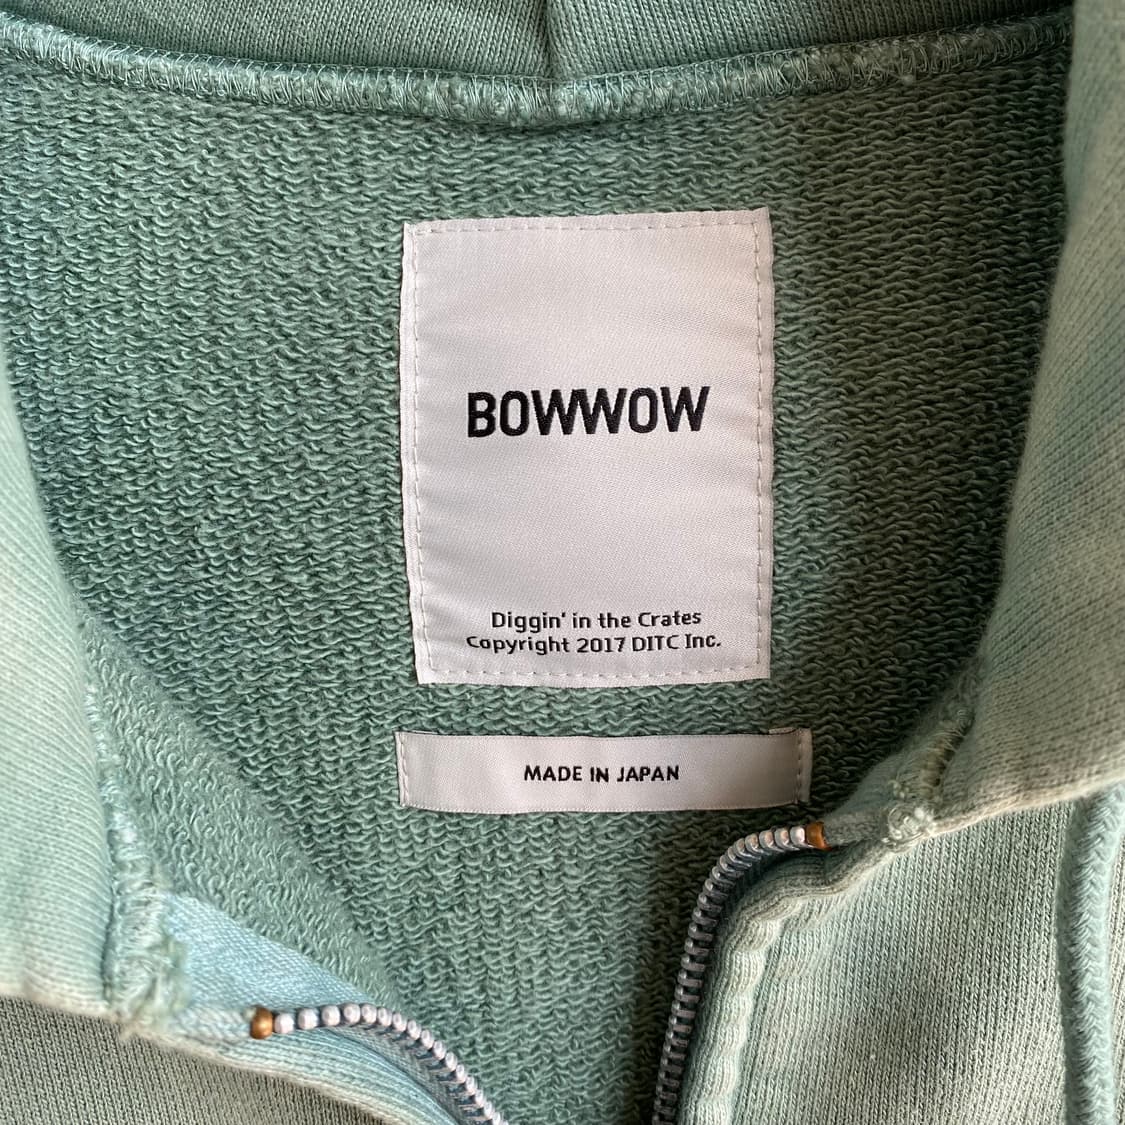 BOWWOW
Diggin' in the Crates
Copyright 2017 DITC Inc.
MADE IN JAPAN